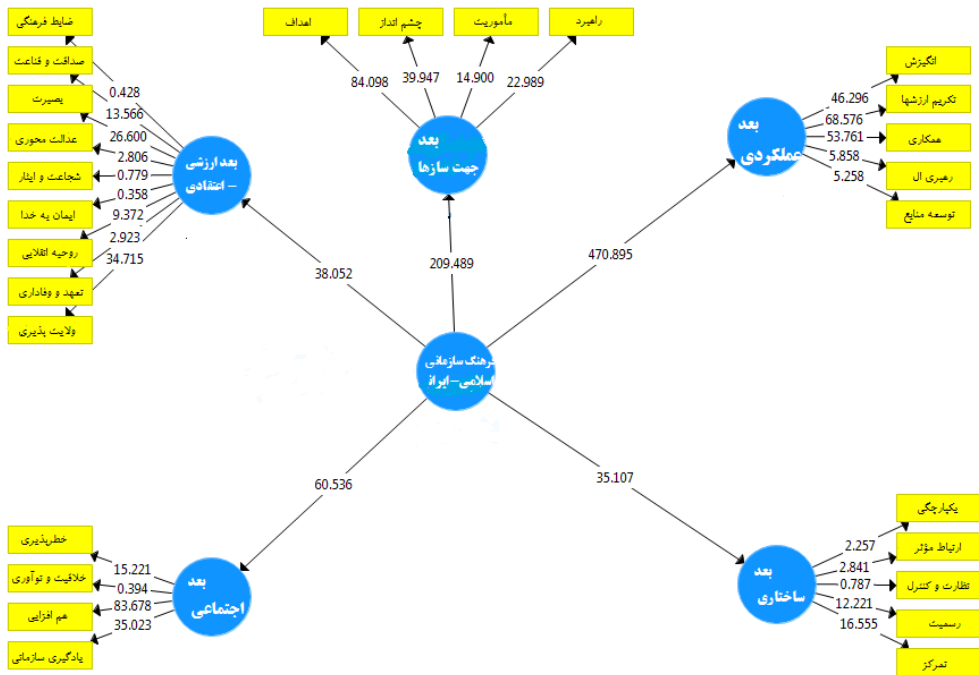 اهداف
چشم انداز
مأموریت
راهبرد
84.098
39.947
14.900
22.989
بعد
جهت سازها
209.489
ضایط فرهنگی
صداقت و قناعت
بصیرت
عدالت محوری
شجاعت و ایثار
ایمان به خدا
روحیه انقلابی
تعهد و وفاداری
ولایت پذیری
0.428
13.566
26.600
2.806
0.779
0.358
9.372
2.923
34.715
بعد ارزشی
– اعتقادی
38.052
انگیزش
تکریم ارزشها
همکاری
رهبری ال
توسعه منابع
46.296
68.576
53.761
5.858
5.258
بعد
عملکردی
470.895
فرهنگ سازمانی
اسلامی–ایرانی
60.536
35.107
خطرپذیری
خلاقیت و نوآوری
هم افزایی
یادگیری سازمانی
15.221
0.394
83.678
35.023
بعد
اجتماعی
یکپارچگی
ارتباط مؤثر
نظارت و کنترل
رسمیت
تمرکز
2.257
2.841
0.787
12.221
16.555
بعد
ساختاری